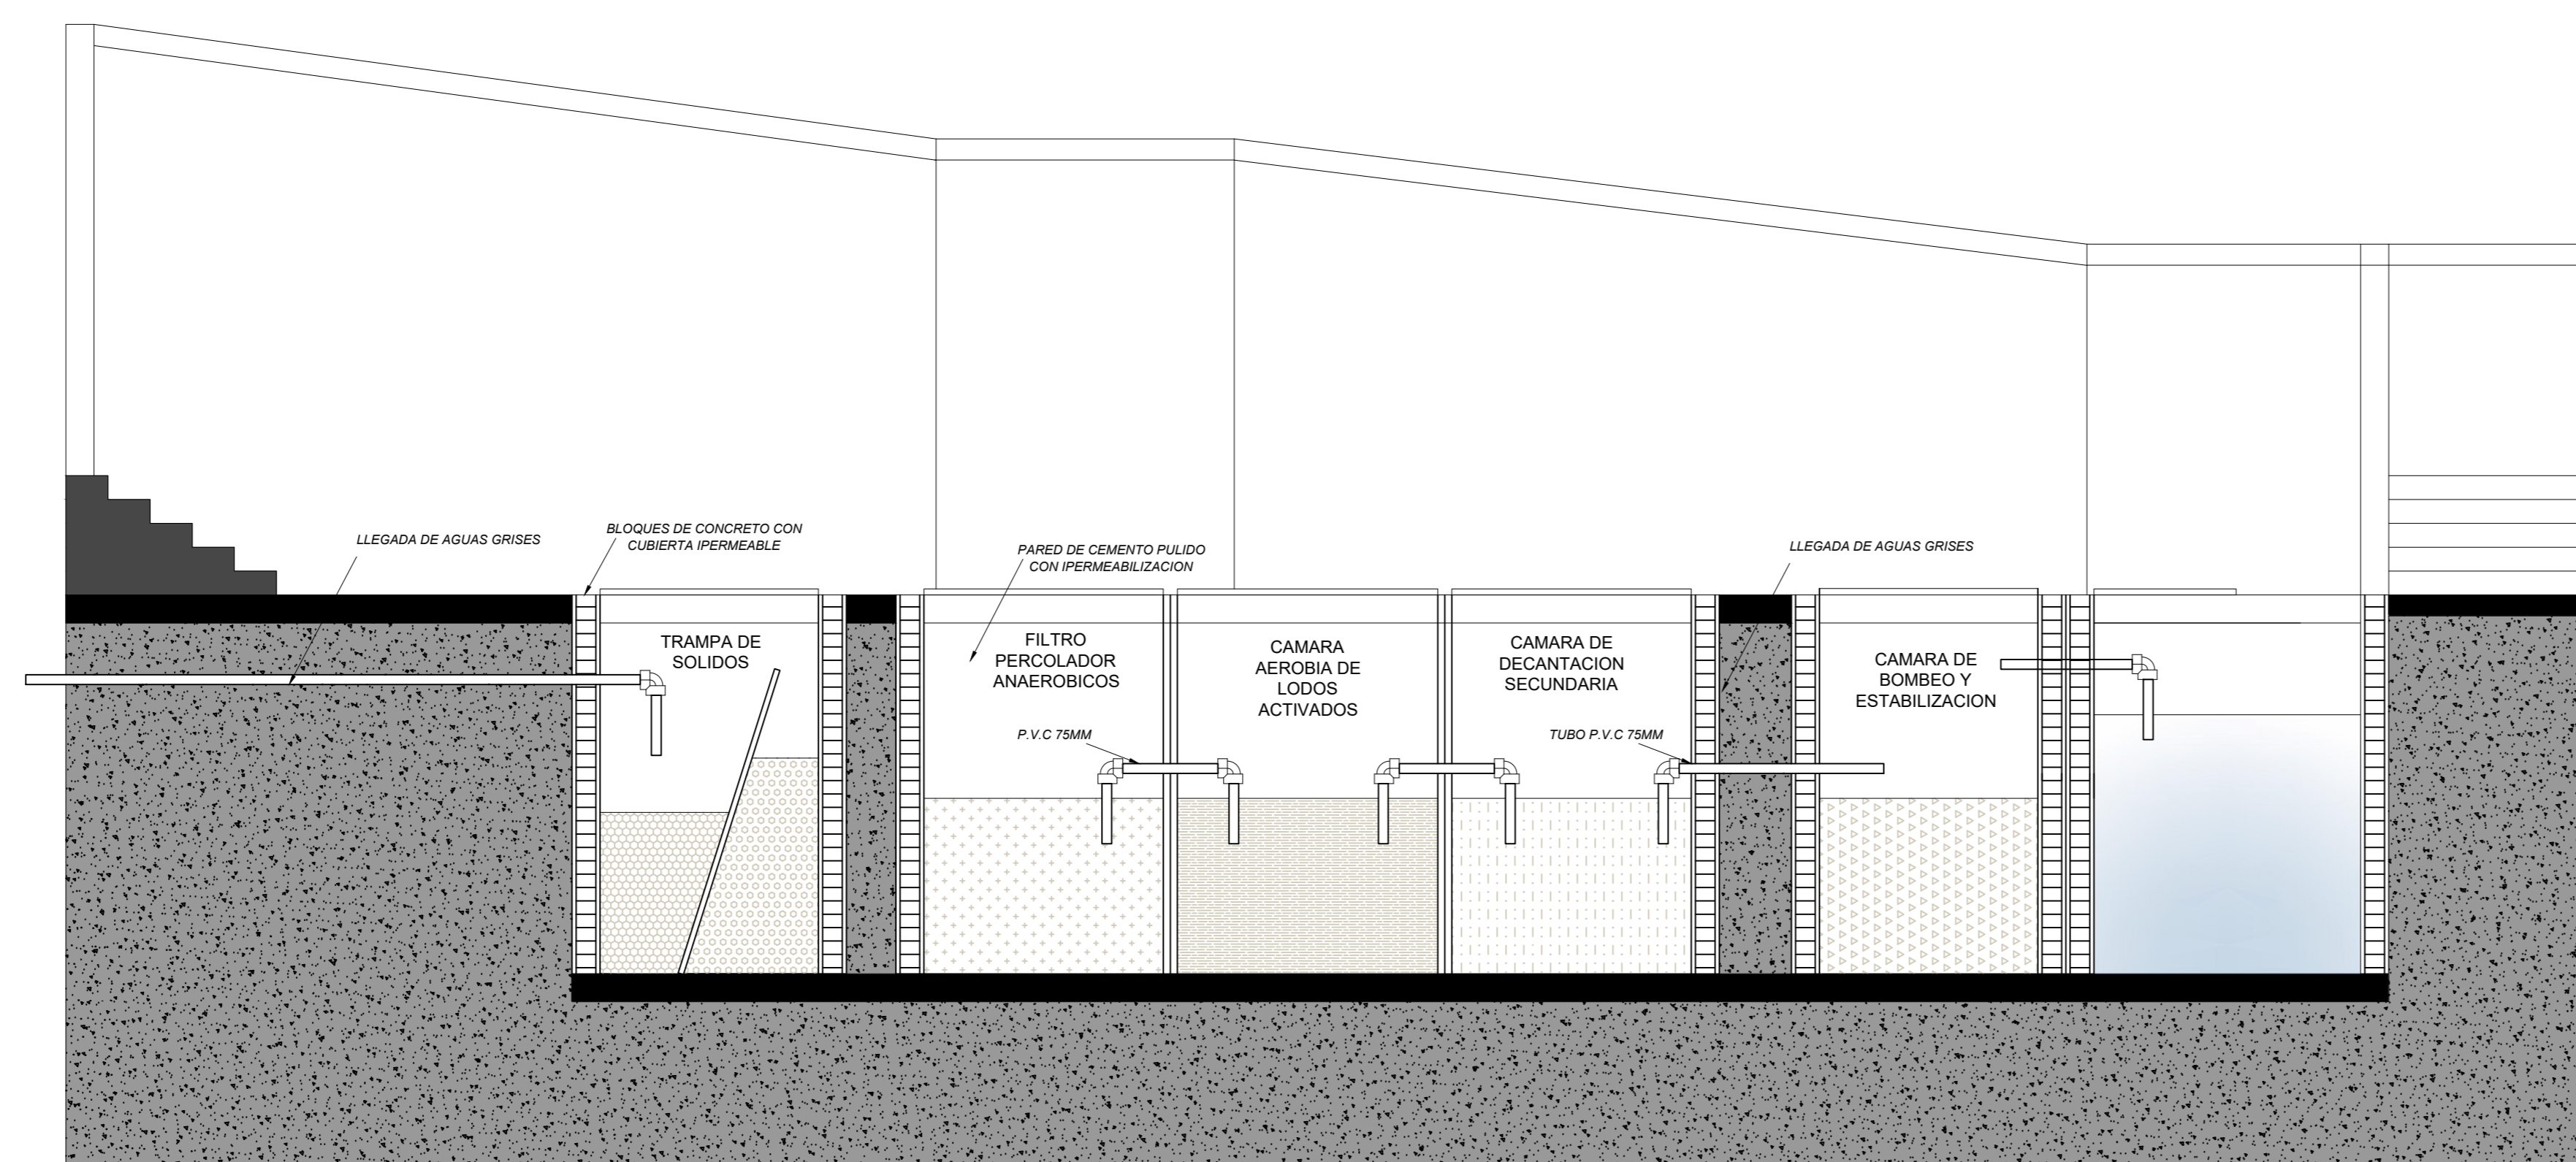 LLEGADA DE AGUAS GRISES
BLOQUES DE CONCRETO CON
CUBIERTA IPERMEABLE
PARED DE CEMENTO PULIDO
CON IPERMEABILIZACION
LLEGADA DE AGUAS GRISES
TRAMPA DE
SOLIDOS
FILTRO
PERCOLADOR
ANAEROBICOS
CAMARA
AEROBIA DE
LODOS
ACTIVADOS
CAMARA DE
DECANTACION
SECUNDARIA
CAMARA DE
BOMBEO Y
ESTABILIZACION
P.V.C 75MM
TUBO P.V.C 75MM